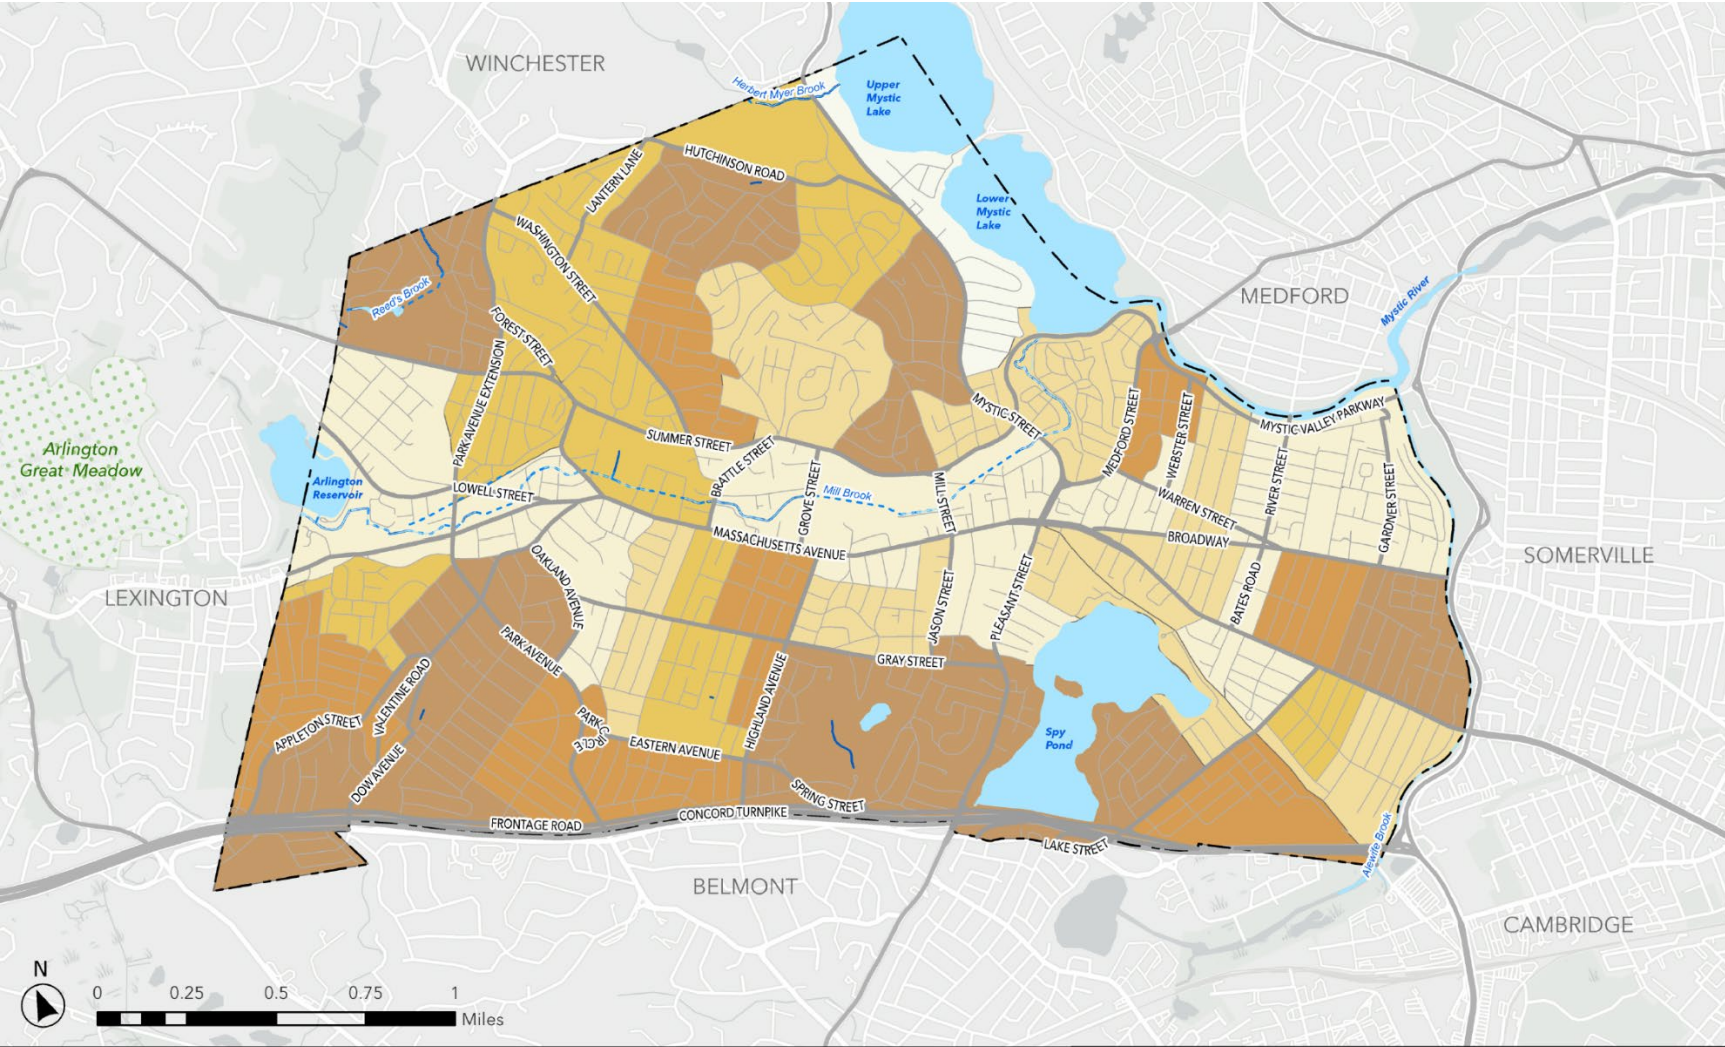 WINCHESTER
Herbert Myer Brook
Upper
Mystic
Lake
HUTCHINSON ROAD
LANTERN LANE
Lower
Mystic
Lake
WASHINGTON STREET
Reed's Brook
MEDFORD
Mystic River
FOREST STREET
PARK AVENUE EXTENSION
MYSTIC STREET
MEDFORD STREET
WEBSTER STREET
MYSTIC VALLEY PARKWAY
SUMMER STREET
BRATTLE STREET
Arlington
Great Meadow
Arlington
Reservoir
LOWELL STREET
GROVE STREET
Mill Brook
MILL STREET
WARREN STREET
RIVER STREET
GARDNER STREET
MASSACHUSETTS AVENUE
BROADWAY
SOMERVILLE
LEXINGTON
OAKLAND AVENUE
JASON STREET
PLEASANT STREET
BATES ROAD
PARK AVENUE
GRAY STREET
APPLETON STREET
VALENTINE ROAD
PARK
CIRCLE
EASTERN AVENUE
HIGHLAND AVENUE
Spy
Pond
DOW AVENUE
SPRING STREET
FRONTAGE ROAD
CONCORD TURNPIKE
LAKE STREET
Alewife Brook
BELMONT
CAMBRIDGE
N
0 0.25 0.5 0.75 1
Miles